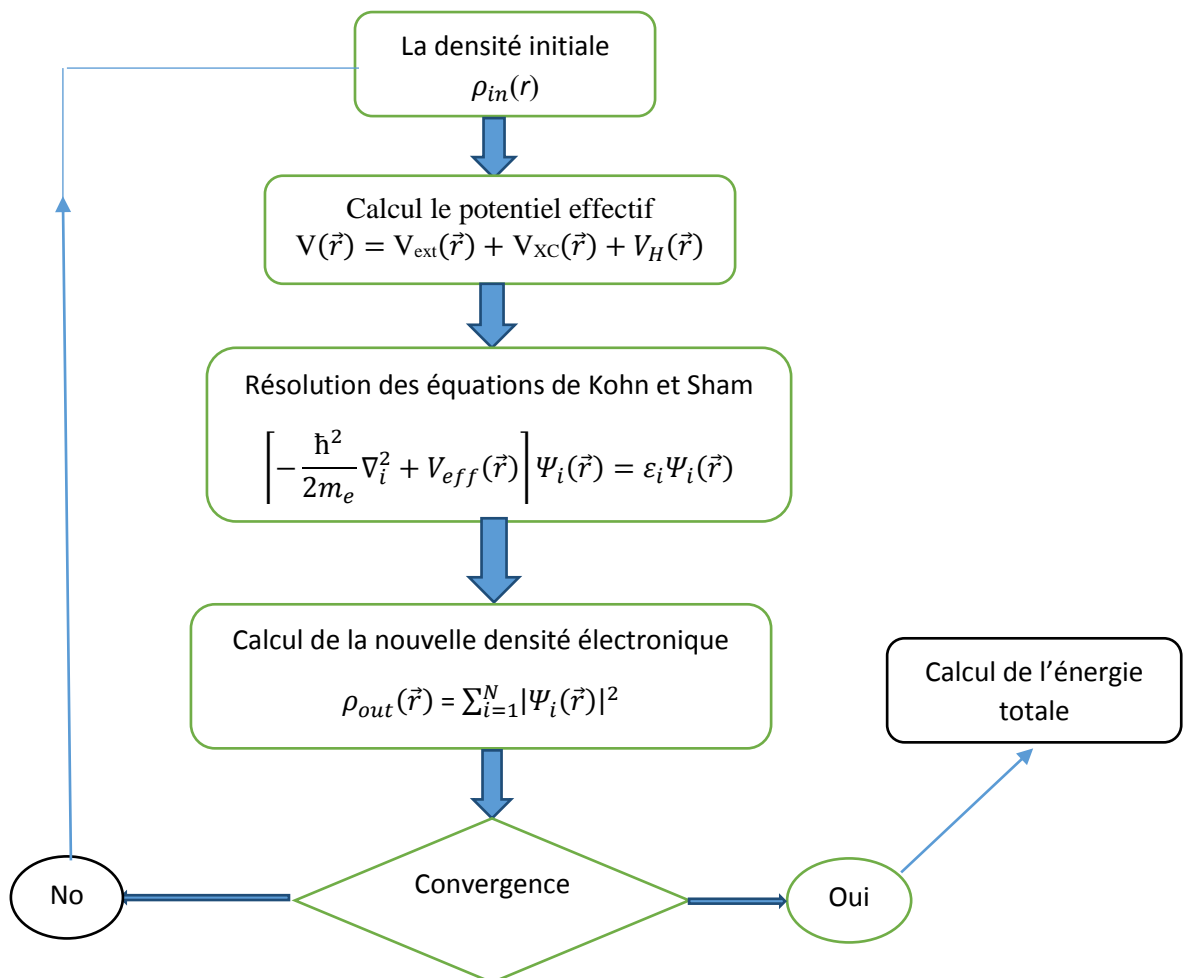 La densité initiale
ρ_in(r)
Calcul le potentiel effectif
V(r⃗) = V_ext(r⃗) + V_XC(r⃗) + V_H(r⃗)
Résolution des équations de Kohn et Sham
[−ℏ²/2m_e ∇_i² + V_eff(r⃗)] Ψ_i(r⃗) = ε_iΨ_i(r⃗)
Calcul de la nouvelle densité électronique
ρ_out(r⃗) = ∑_{i=1}^{N}|Ψ_i(r⃗)|²
Calcul de l’énergie
totale
Convergence
No
Oui